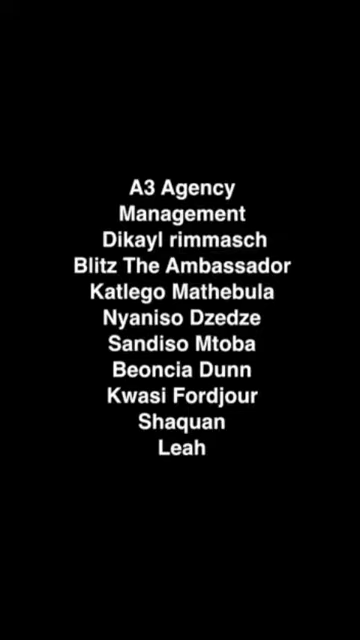 A3 Agency
Management
Dikayl rimmasch
Blitz The Ambassador
Katlego Mathebula
Nyaniso Dzedze
Sandiso Mtoba
Beoncia Dunn
Kwasi Fordjour
Shaquan
Leah